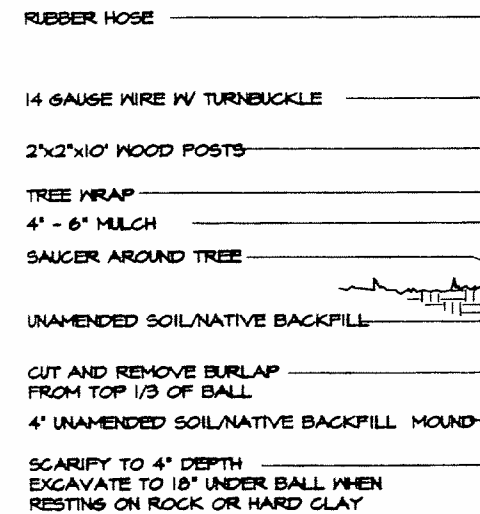 RUBBER HOSE
14 GAUGE WIRE W/ TURNBUCKLE
2"x2"x10' WOOD POSTS
TREE WRAP
4" - 6" MULCH
SAUCER AROUND TREE
UNAMENDED SOIL/NATIVE BACKFILL
CUT AND REMOVE BURLAP
FROM TOP 1/3 OF BALL
4" UNAMENDED SOIL/NATIVE BACKFILL MOUND
SCARIFY TO 4" DEPTH
EXCAVATE TO 18" UNDER BALL WHEN
RESTING ON ROCK OR HARD CLAY